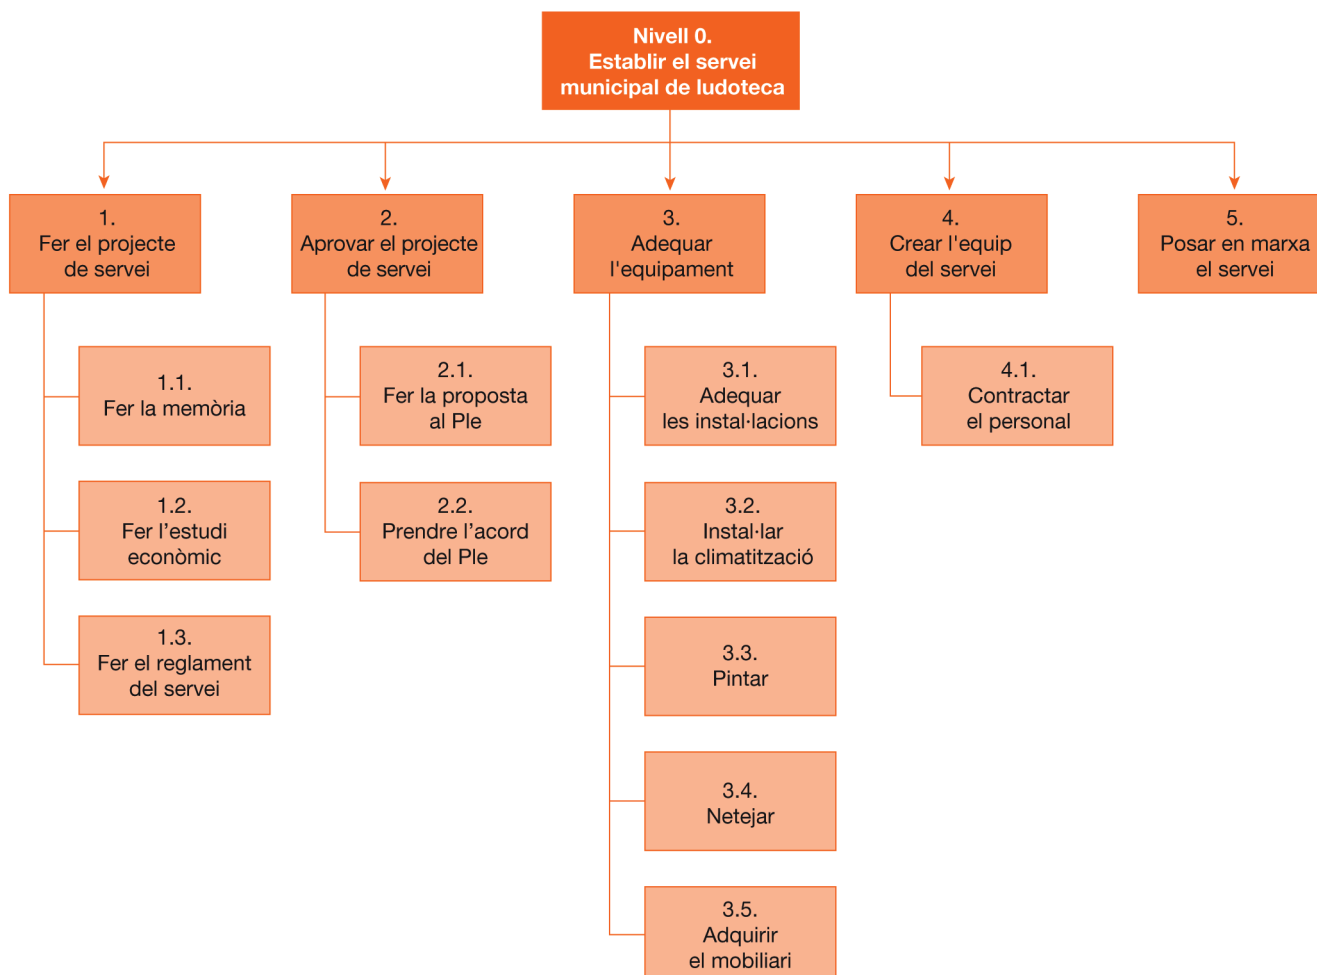 Nivell 0.
Establir el servei
municipal de ludoteca
1.
Fer el projecte
de servei
2.
Aprovar el projecte
de servei
3.
Adequar
l'equipament
4.
Crear l'equip
del servei
5.
Posar en marxa
el servei
1.1.
Fer la memòria
1.2.
Fer l’estudi
econòmic
1.3.
Fer el reglament
del servei
2.1.
Fer la proposta
al Ple
2.2.
Prendre l’acord
del Ple
3.1.
Adequar
les instal·lacions
3.2.
Instal·lar
la climatització
3.3.
Pintar
3.4.
Netejar
3.5.
Adquirir
el mobiliari
4.1.
Contractar
el personal